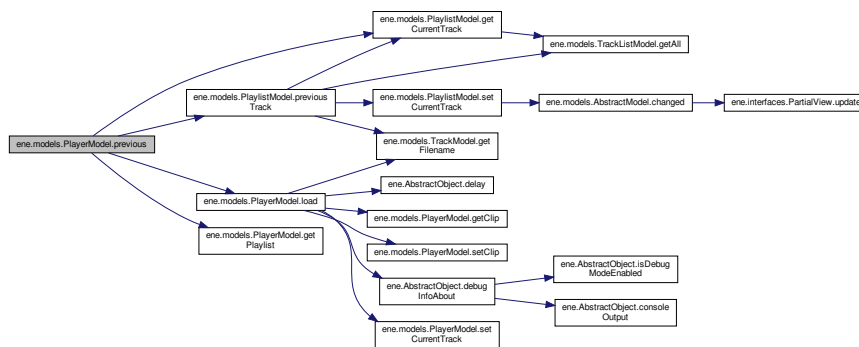 ene.models.PlayerModel.previous
ene.models.PlaylistModel.get
CurrentTrack
ene.models.TrackListModel.getAll
ene.models.PlaylistModel.previous
Track
ene.models.PlaylistModel.set
CurrentTrack
ene.models.AbstractModel.changed
ene.interfaces.PartialView.update
ene.models.TrackModel.get
Filename
ene.models.PlayerModel.load
ene.AbstractObject.delay
ene.models.PlayerModel.getClip
ene.models.PlayerModel.get
Playlist
ene.models.PlayerModel.setClip
ene.AbstractObject.debug
InfoAbout
ene.AbstractObject.isDebug
ModeEnabled
ene.AbstractObject.console
Output
ene.models.PlayerModel.set
CurrentTrack